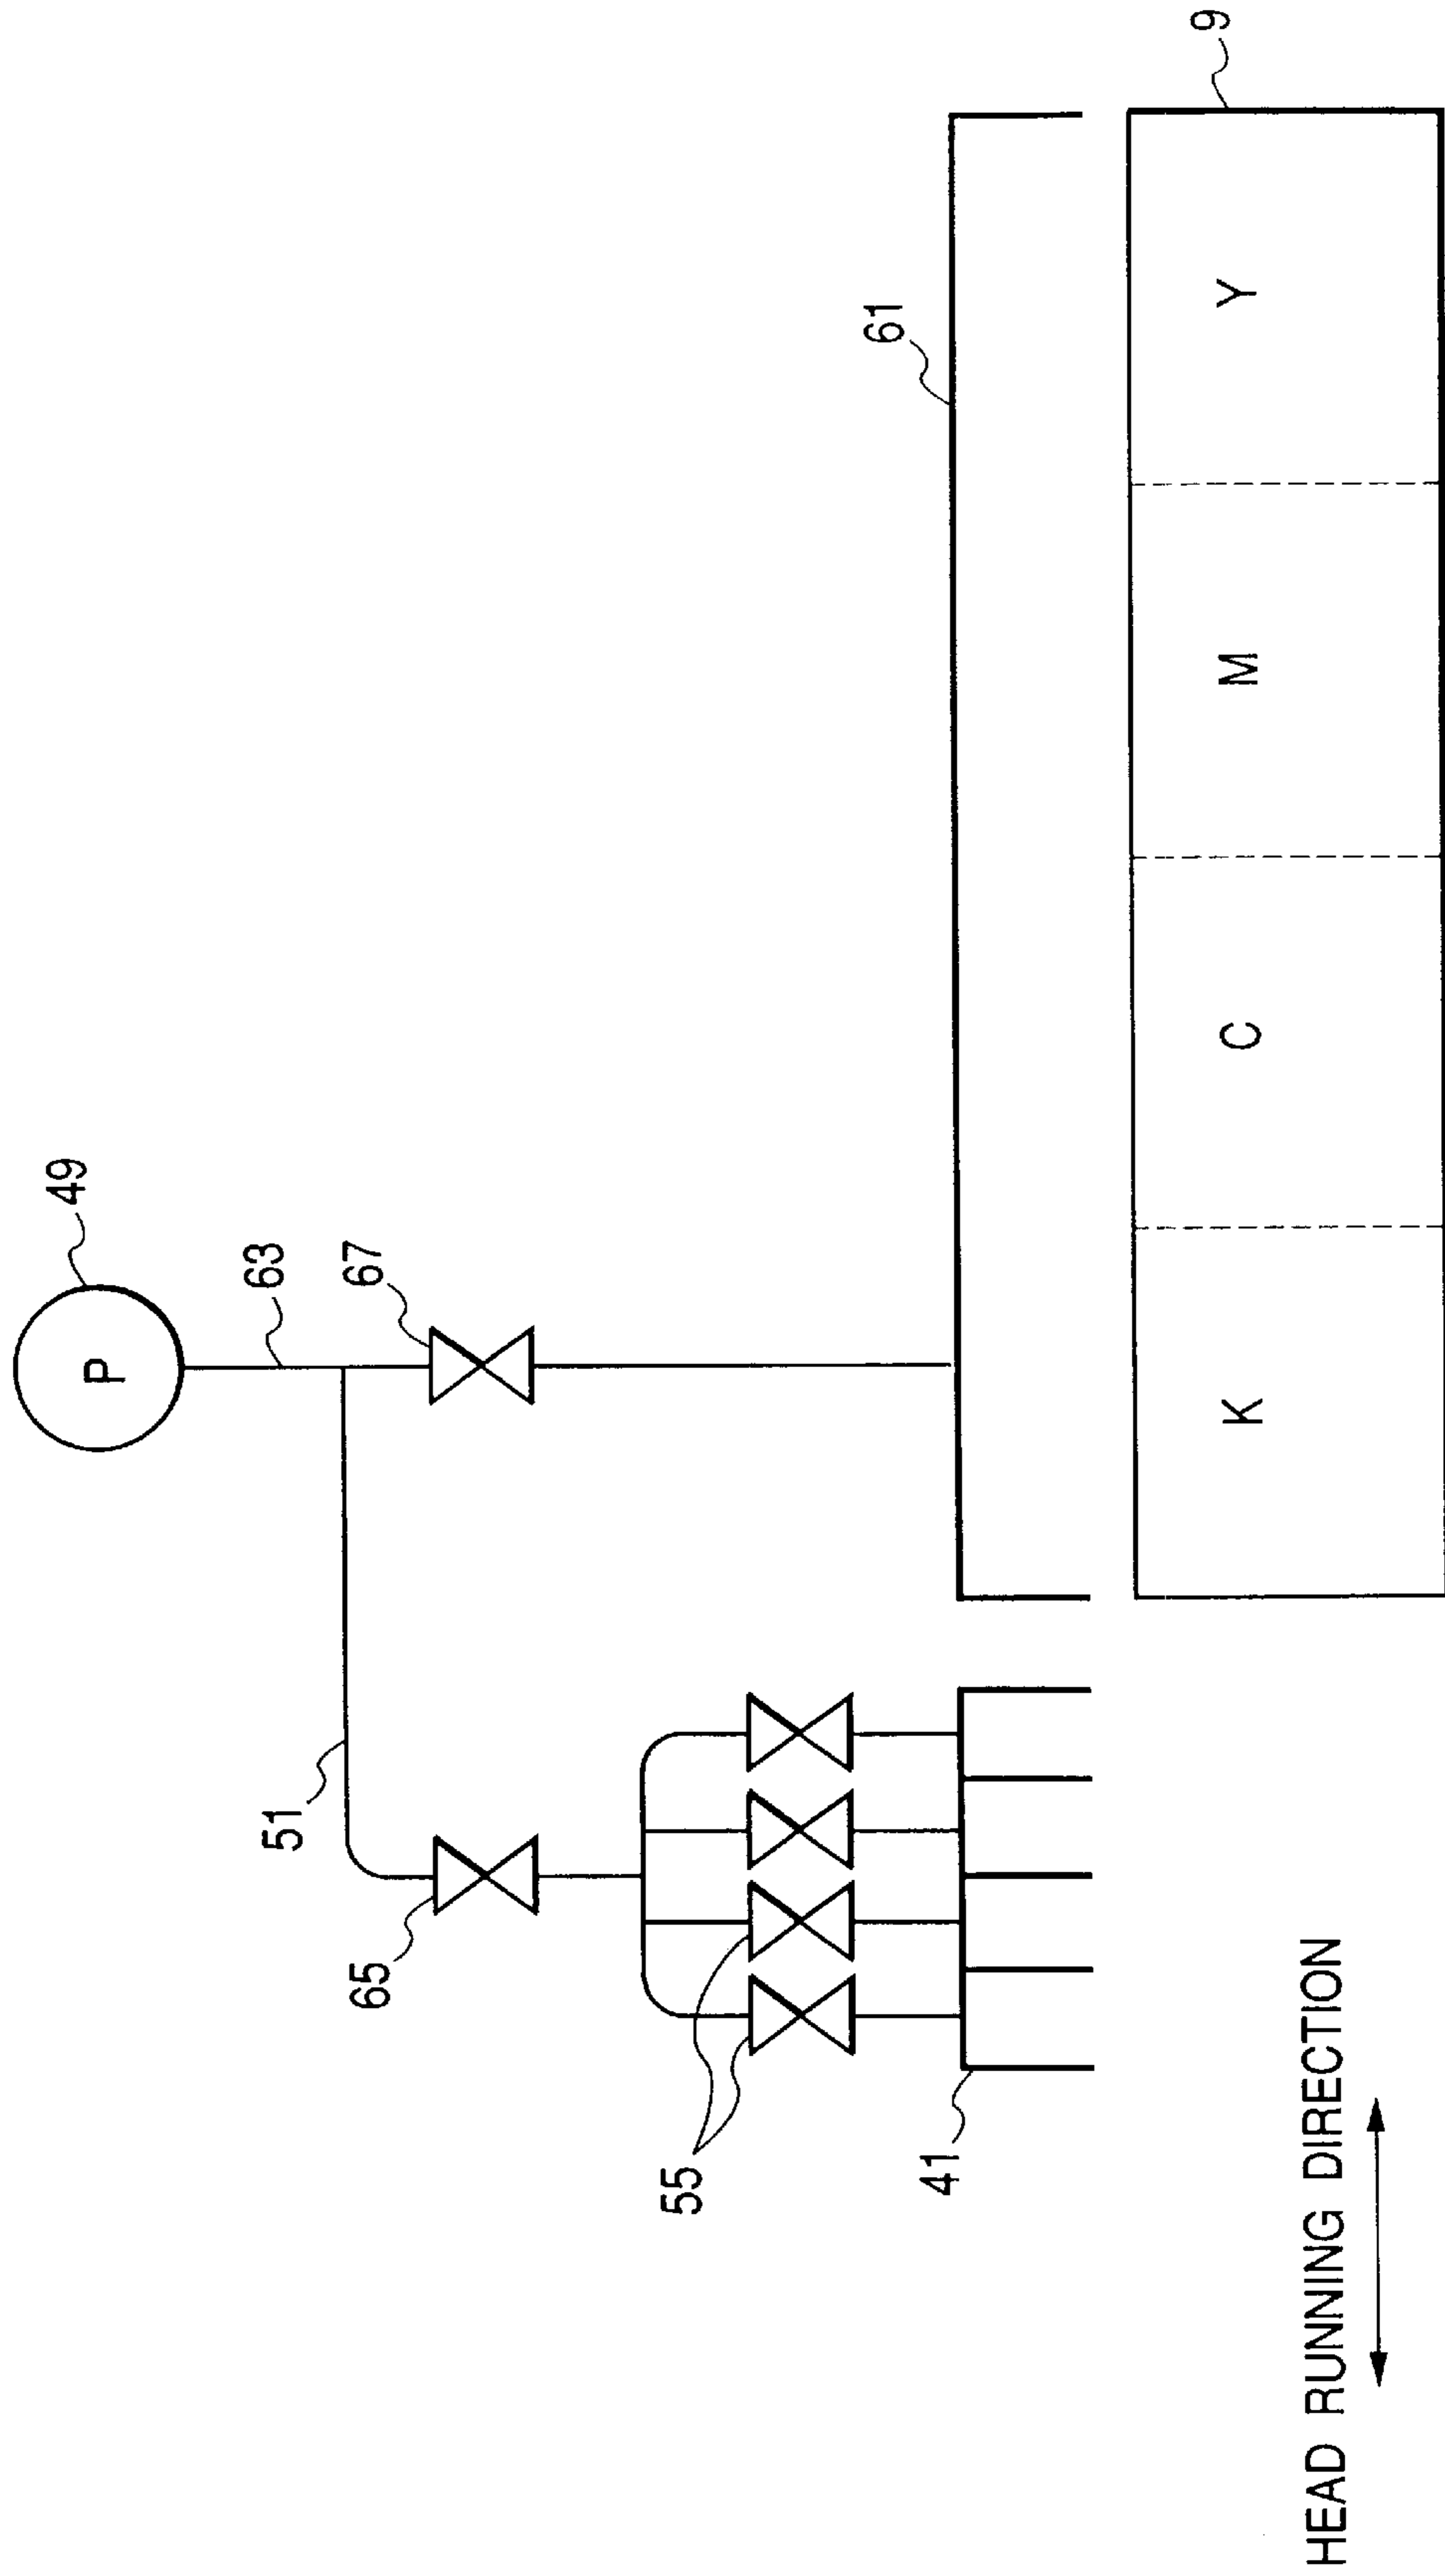 49
P
63
67
51
65
55
41
61
9
K
C
M
Y
HEAD RUNNING DIRECTION